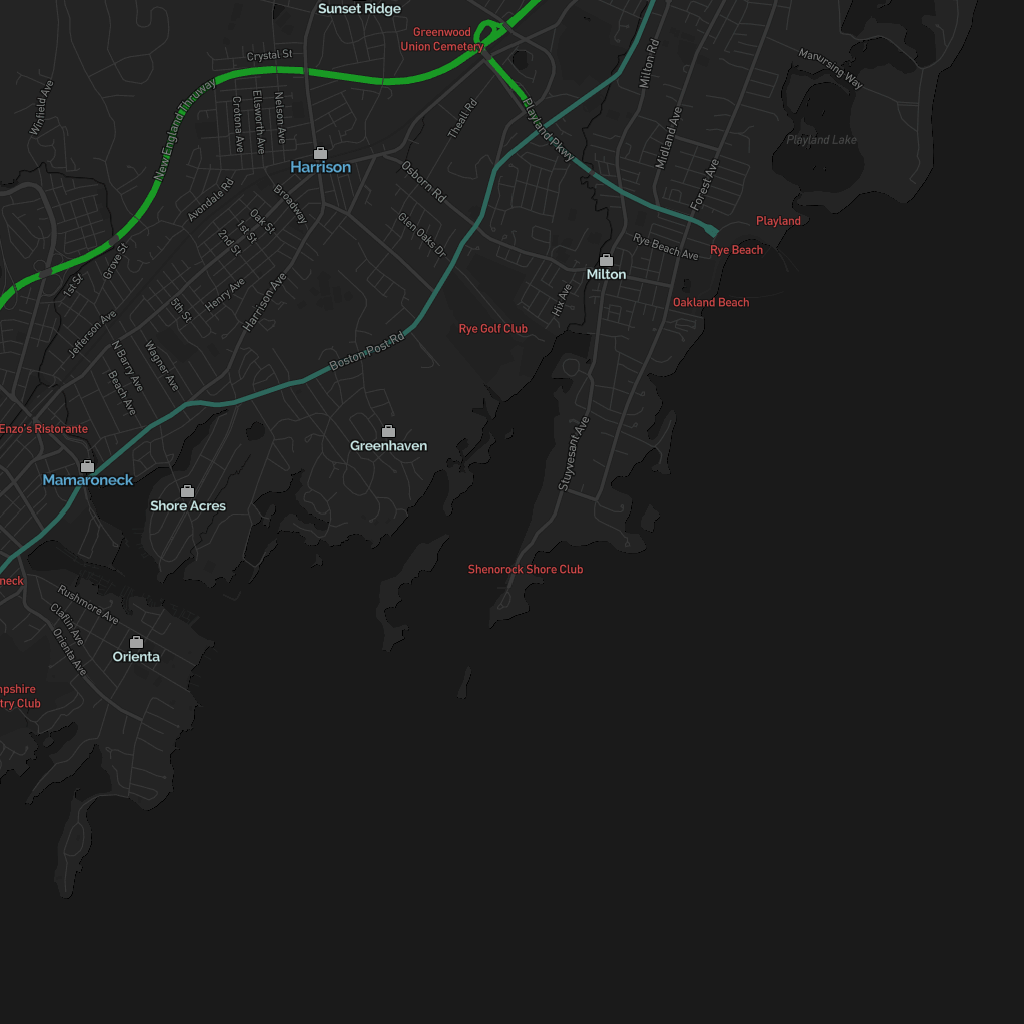 Sunset Ridge
Greenwood
Union Cemetery
Crystal St
Milton Rd
Manursing Way
Winfield Ave
New England Thruway
Crotona Ave
Ellsworth Ave
Nelson Ave
Theall Rd
Playland Pkwy
Midland Ave
Playland Lake
Harrison
Osborn Rd
Forest Ave
Avondale Rd
Broadway
Oak St
1st St
2nd St
Glen Oaks Dr
Playland
Rye Beach Ave
Rye Beach
Grove St
1st St
Milton
Henry Ave
Harrison Ave
5th St
Hix Ave
Oakland Beach
Jefferson Ave
Rye Golf Club
N Barry Ave
Wagner Ave
Beach Ave
Boston Post Rd
Enzo's Ristorante
Greenhaven
Stuyvesant Ave
Mamaroneck
Shore Acres
Shenorock Shore Club
neck
Rushmore Ave
Claflin Ave
Orienta Ave
Orienta
mpshire
try Club